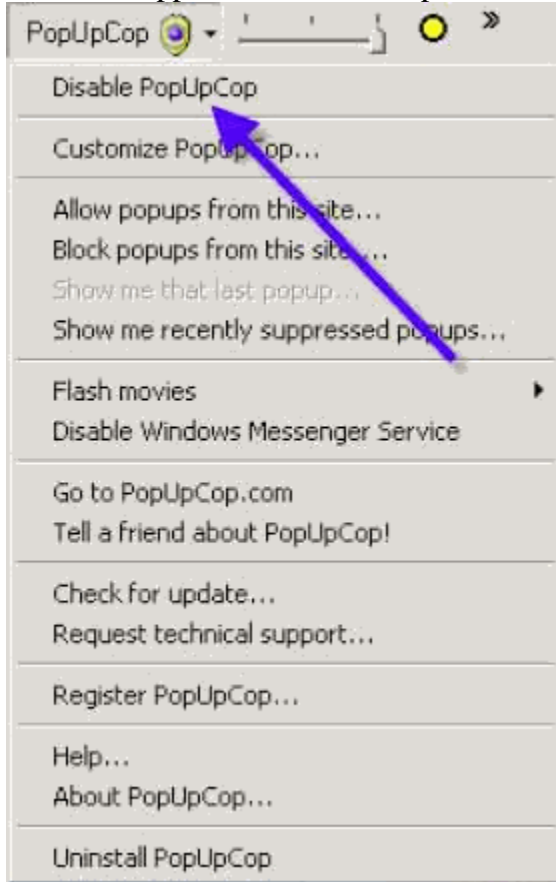 PopUpCop »
Disable PopUpCop
Customize PopUpCop...
Allow popups from this site...
Block popups from this site...
Show me that last popup...
Show me recently suppressed popups...
Flash movies
Disable Windows Messenger Service
Go to PopUpCop.com
Tell a friend about PopUpCop!
Check for update...
Request technical support...
Register PopUpCop...
Help...
About PopUpCop...
Uninstall PopUpCop